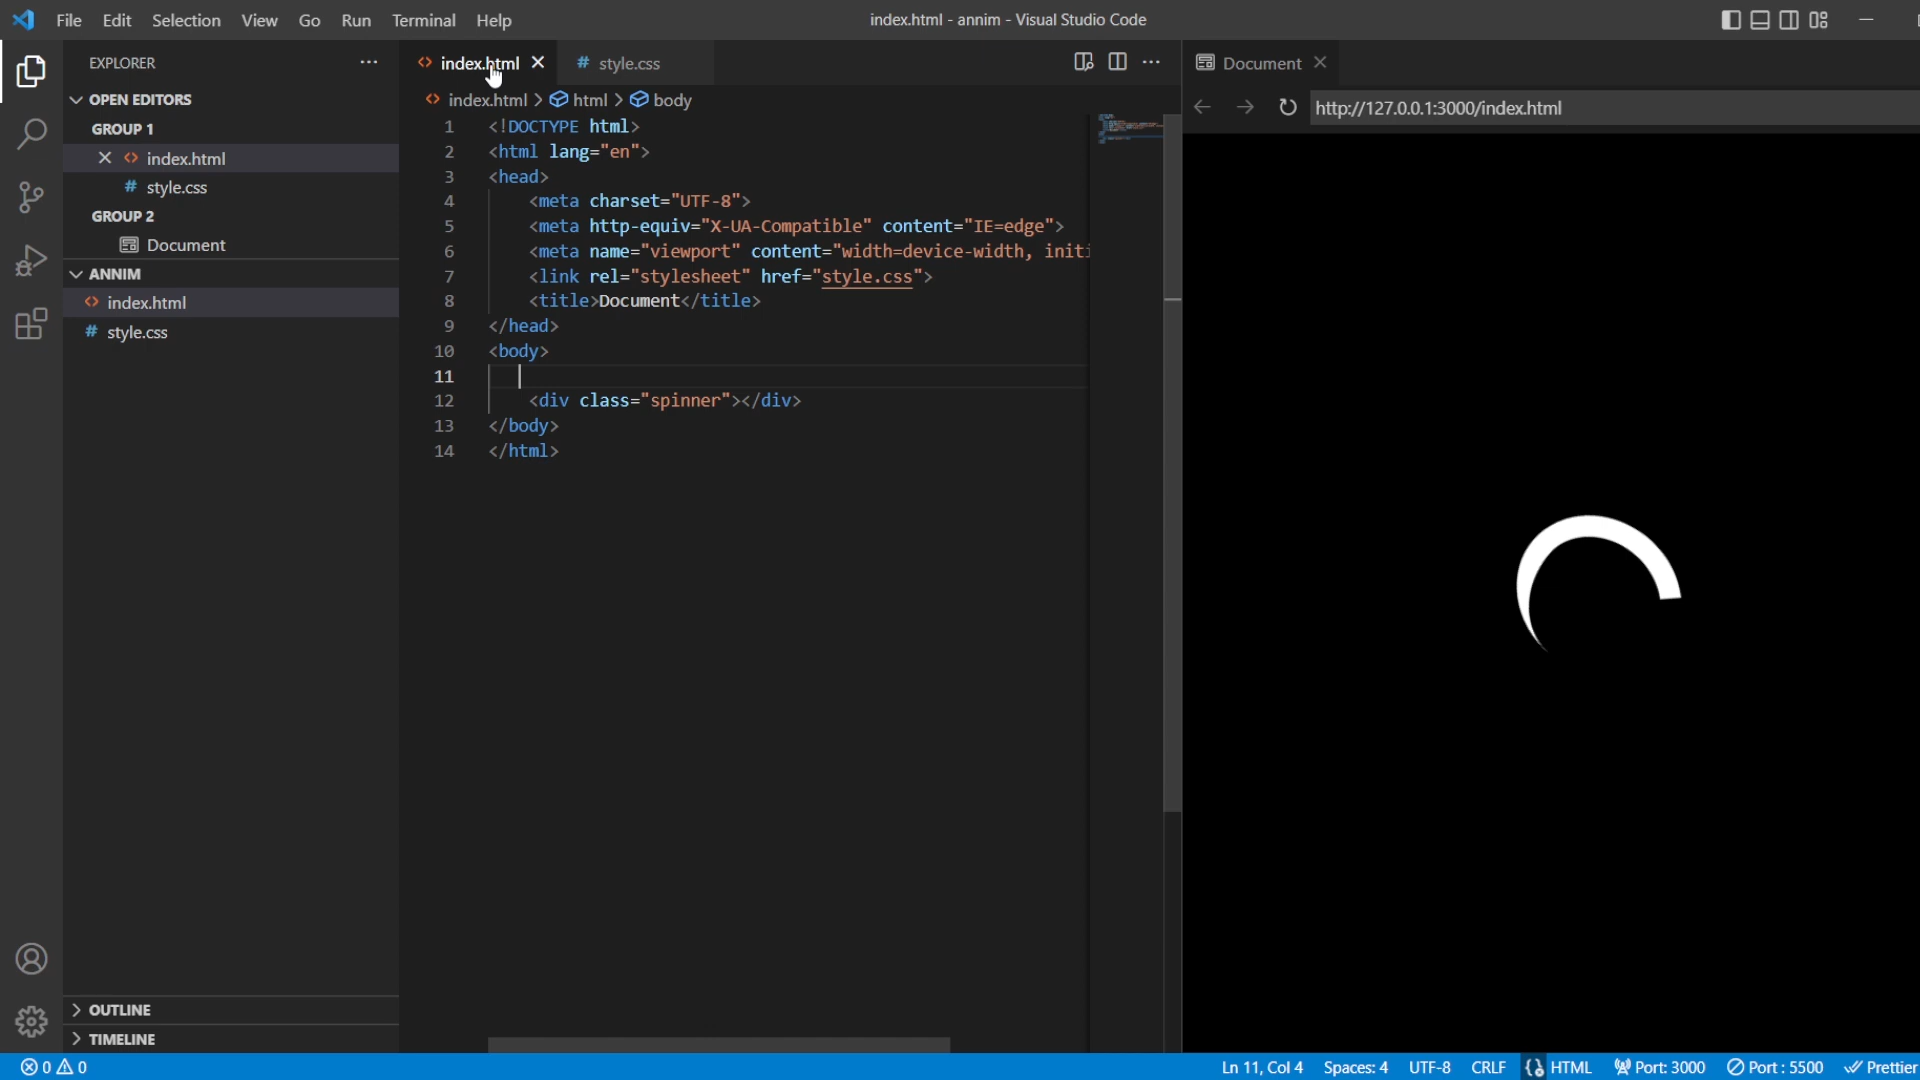 File Edit Selection View Go Run Terminal Help
index.html - annim - Visual Studio Code
EXPLORER
OPEN EDITORS
GROUP 1
index.html
# style.css
GROUP 2
Document
ANNIM
index.html
# style.css
OUTLINE
TIMELINE
index.html
# style.css
index.html > html > body
1 <!DOCTYPE html>
2 <html lang="en">
3 <head>
4 <meta charset="UTF-8">
5 <meta http-equiv="X-UA-Compatible" content="IE=edge">
6 <meta name="viewport" content="width=device-width, initi
7 <link rel="stylesheet" href="style.css">
8 <title>Document</title>
9 </head>
10 <body>
11
12 <div class="spinner"></div>
13 </body>
14 </html>
Document
http://127.0.0.1:3000/index.html
0 0
Ln 11, Col 4 Spaces: 4 UTF-8 CRLF HTML Port: 3000 Port : 5500 Prettier